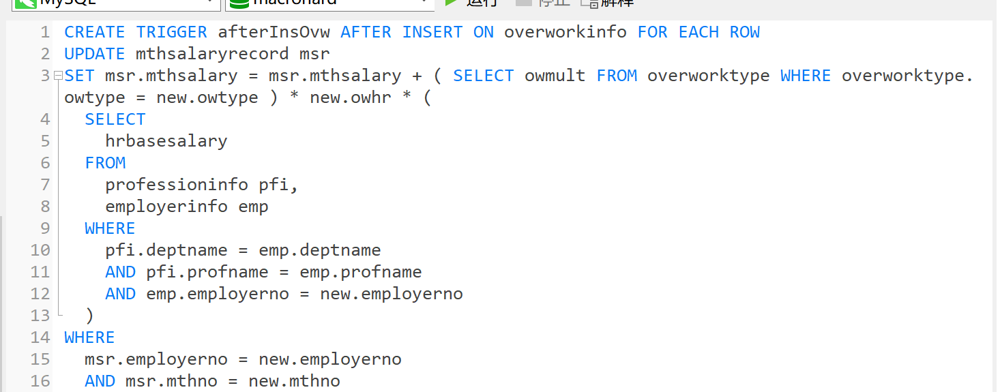 MySQL macronard 运行 停止 解释
1 CREATE TRIGGER afterInsOvw AFTER INSERT ON overworkinfo FOR EACH ROW
2 UPDATE mthsalaryrecord msr
3 SET msr.mthsalary = msr.mthsalary + ( SELECT owmult FROM overworktype WHERE overworktype.
owtype = new.owtype ) * new.owhr * (
4 SELECT
5 hrbasesalary
6 FROM
7 professioninfo pfi,
8 employerinfo emp
9 WHERE
10 pfi.deptname = emp.deptname
11 AND pfi.profname = emp.profname
12 AND emp.employerno = new.employerno
13 )
14 WHERE
15 msr.employerno = new.employerno
16 AND msr.mthno = new.mthno